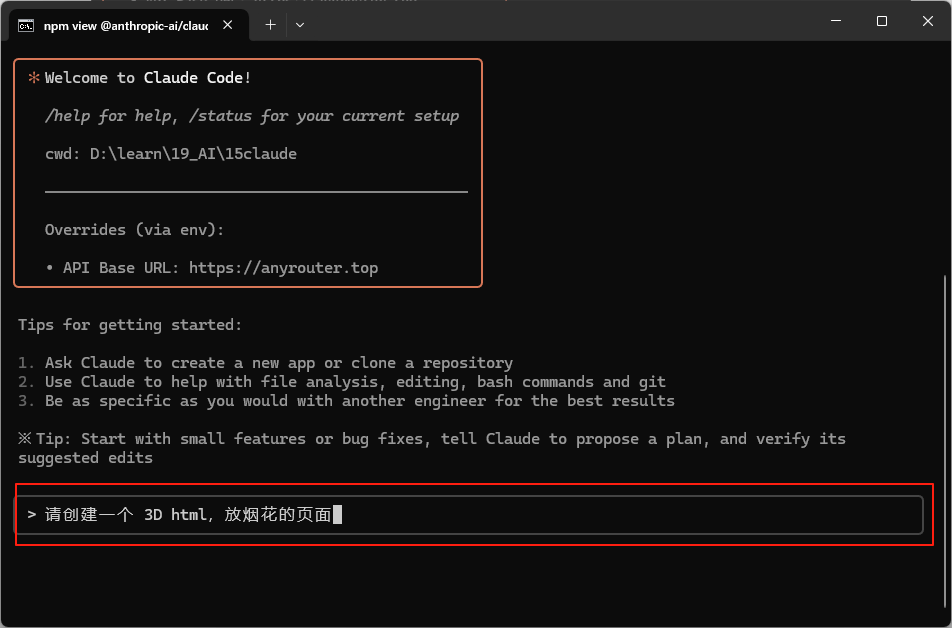 npm view @anthropic-ai/clauc
* Welcome to Claude Code!
/help for help, /status for your current setup
cwd: D:\learn\19_AI\15claude
Overrides (via env):
• API Base URL: https://anyrouter.top
Tips for getting started:
1. Ask Claude to create a new app or clone a repository
2. Use Claude to help with file analysis, editing, bash commands and git
3. Be as specific as you would with another engineer for the best results
※ Tip: Start with small features or bug fixes, tell Claude to propose a plan, and verify its
suggested edits
> 请创建一个 3D html, 放烟花的页面